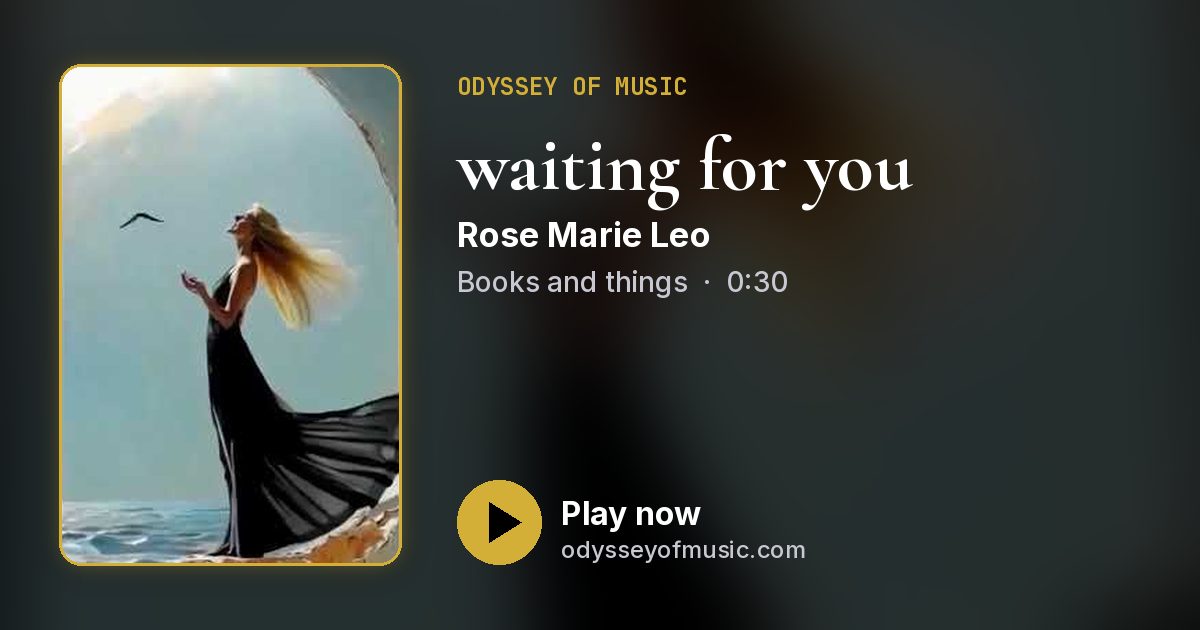 ODYSSEY OF MUSIC
waiting for you
Rose Marie Leo
Books and things · 0:30
Play now
odysseyofmusic.com